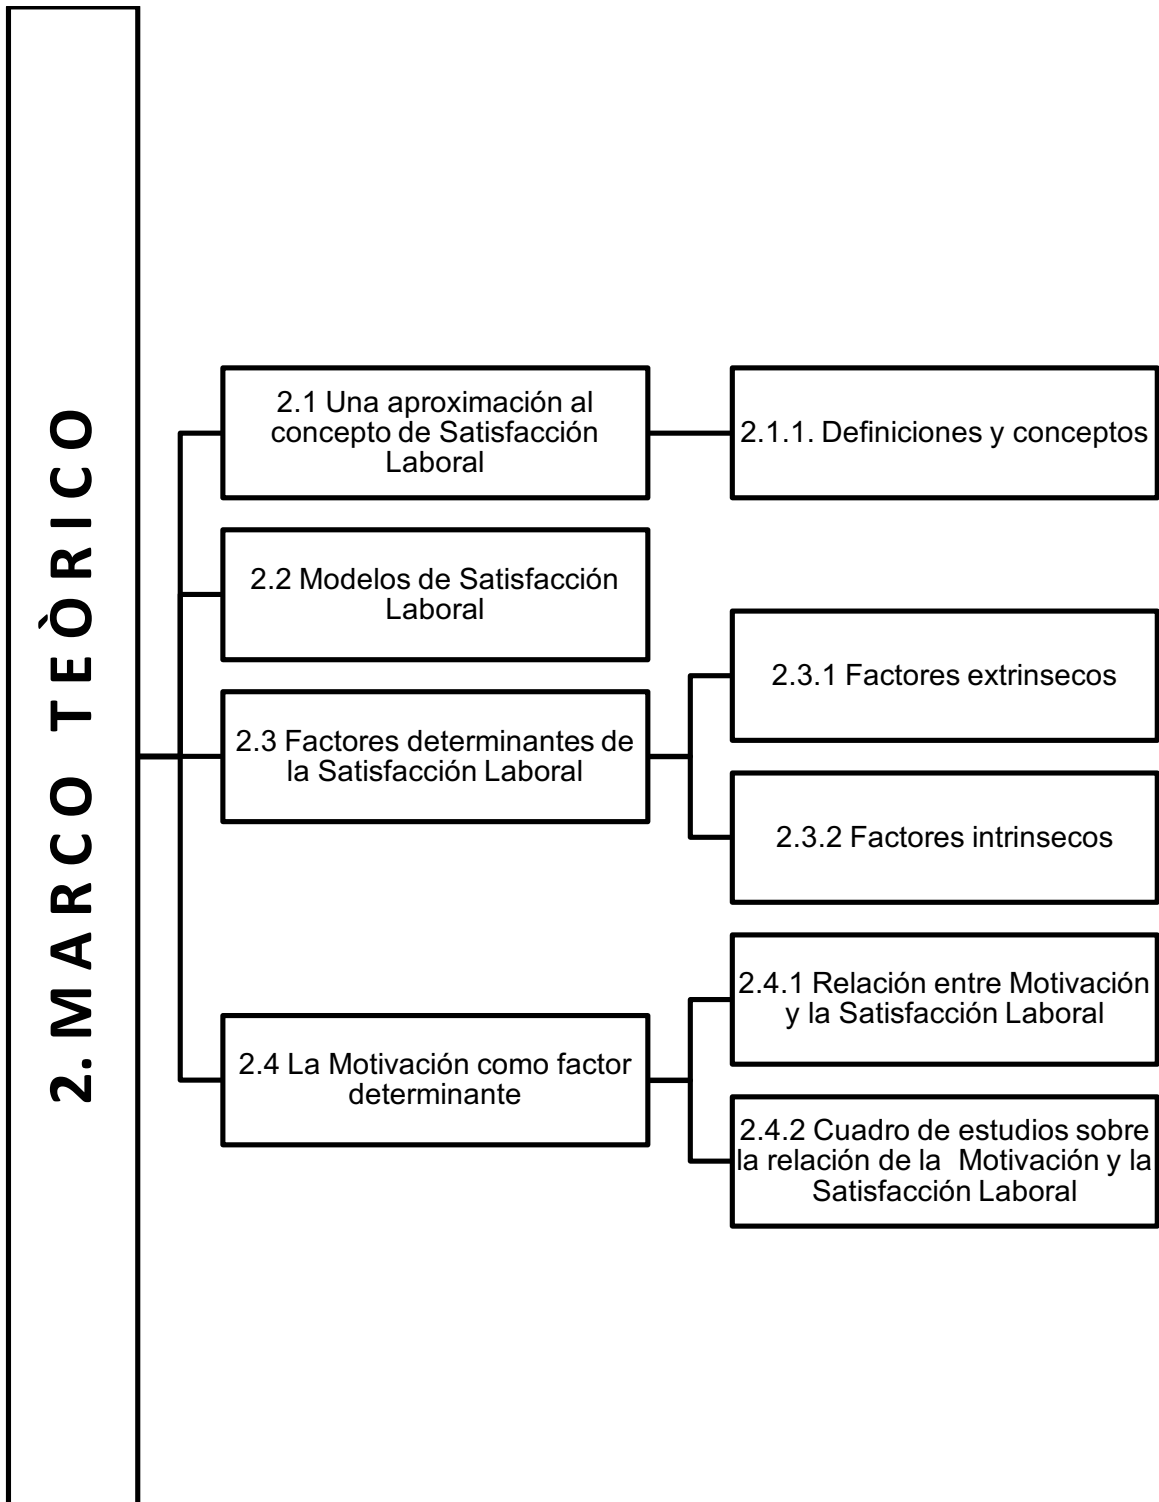 2. M A R C O  T E Ò R I C O
2.1 Una aproximación al
concepto de Satisfacción
Laboral
2.1.1. Definiciones y conceptos
2.2 Modelos de Satisfacción
Laboral
2.3 Factores determinantes de
la Satisfacción Laboral
2.3.1 Factores extrinsecos
2.3.2 Factores intrinsecos
2.4 La Motivación como factor
determinante
2.4.1 Relación entre Motivación
y la Satisfacción Laboral
2.4.2 Cuadro de estudios sobre
la relación de la  Motivación y la
Satisfacción Laboral